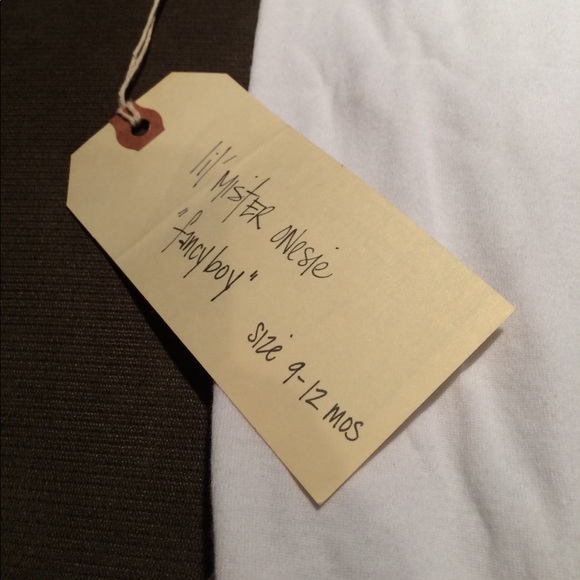 lil' MisTER ONesie
"fancyboy"
size 9-12 mos